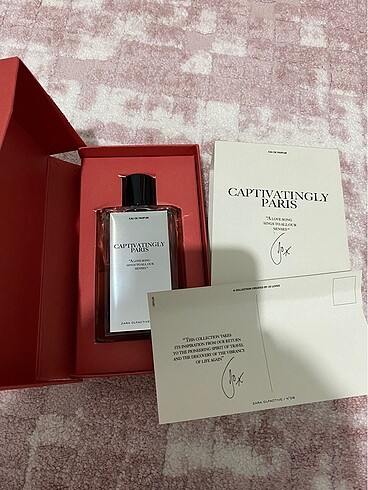 EAU DE PARFUM
CAPTIVATINGLY
PARIS
"A LOVE SONG
SINGS TO ALL OUR
SENSES"
ZARA OLFACTIVE
EAU DE PARFUM
CAPTIVATINGLY
PARIS
"A LOVE SONG
SINGS TO ALL OUR
SENSES"
Jo x
A COLLECTION CREATED BY JO LOVES
"THIS COLLECTION TAKES
ITS INSPIRATION FROM OUR RETURN
TO THE PIONEERING SPIRIT OF TRAVEL
AND THE DISCOVERY OF THE VIBRANCY
OF LIFE AGAIN"
Jo x
ZARA OLFACTIVE / N°